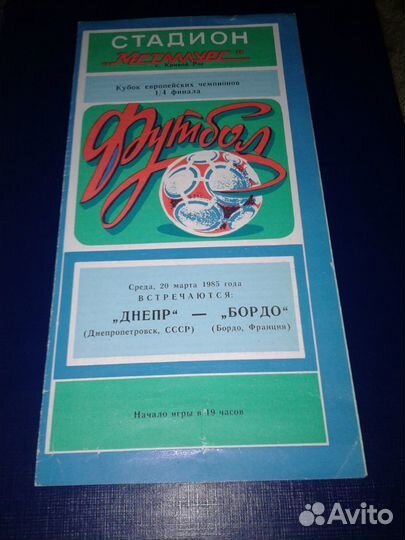 СТАДИОН
„МЕТАЛЛУРГ"
г. Кривой Рог
Кубок европейских чемпионов
1/4 финала
Футбол
Среда, 20 марта 1985 года
ВСТРЕЧАЮТСЯ:
„ДНЕПР" — „БОРДО"
(Днепропетровск, СССР) (Бордо, Франция)
Начало игры в 19 часов
Avito